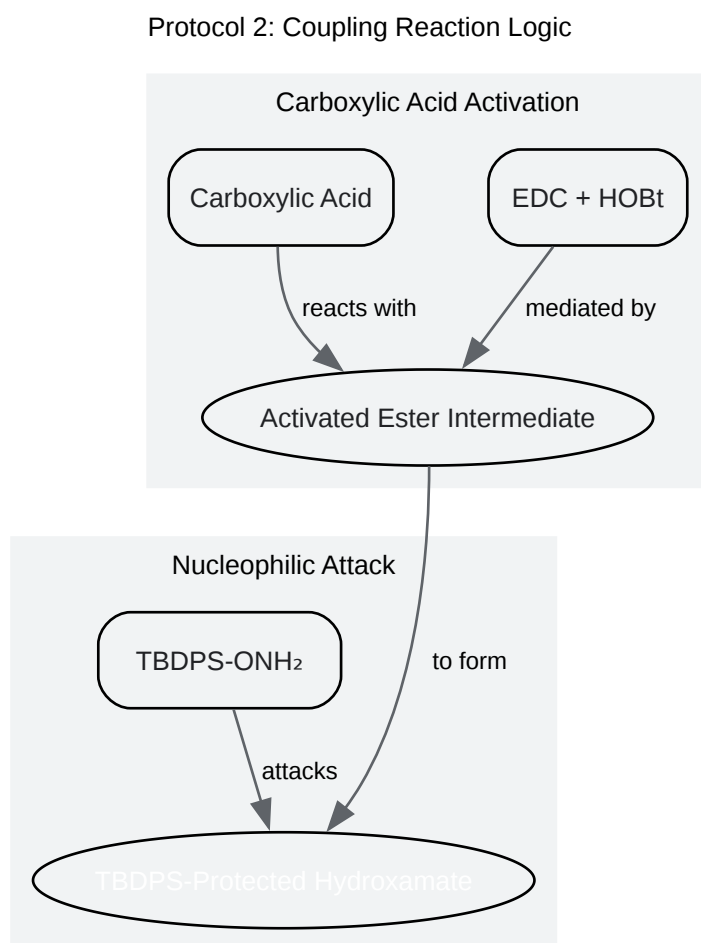 Protocol 2: Coupling Reaction Logic
Carboxylic Acid Activation
Carboxylic Acid
EDC + HOBt
reacts with
mediated by
Activated Ester Intermediate
Nucleophilic Attack
TBDPS-ONH₂
to form
attacks
TBDPS-Protected Hydroxamate